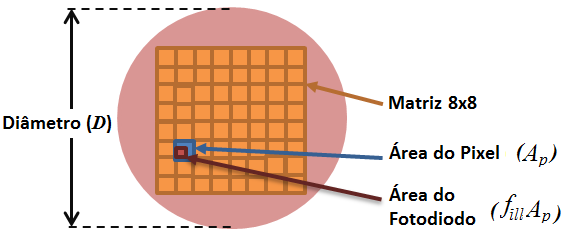 Diâmetro (D)
Matriz 8x8
Área do Pixel (Ap)
Área do
Fotodiodo (fillAp)